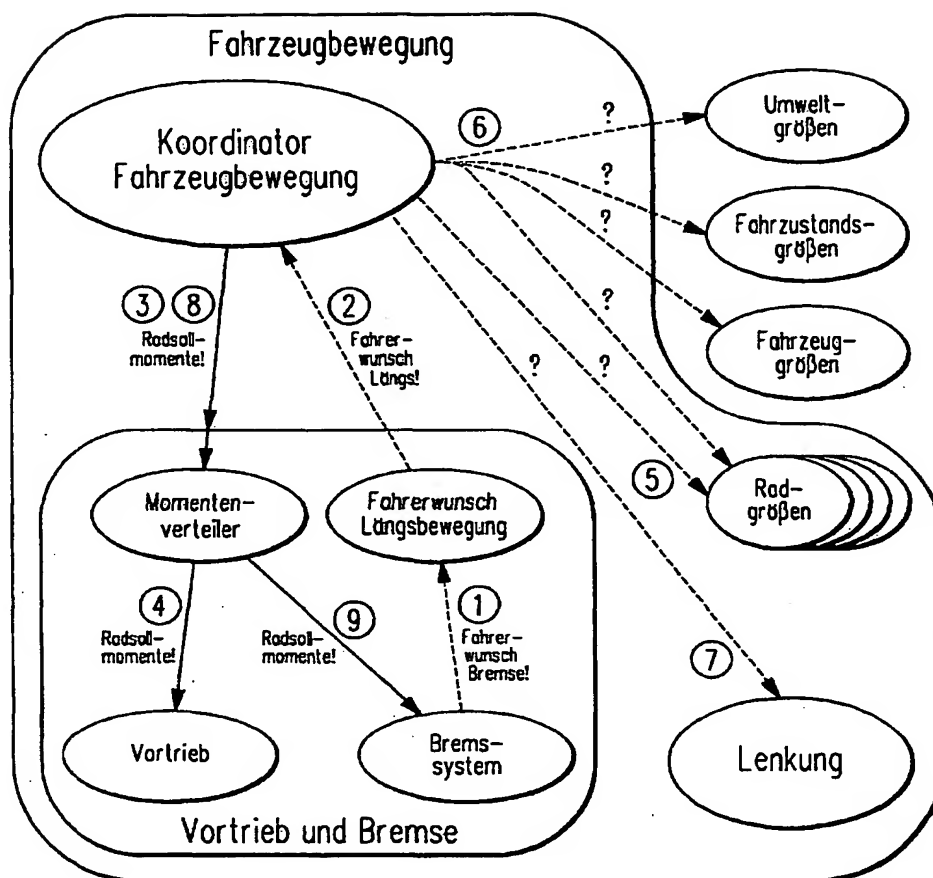 Fahrzeugbewegung
Koordinator
Fahrzeugbewegung
6
?
Umwelt-
größen
?
?
Fahrzustands-
größen
3
8
Radsoll-
momente!
2
Fahrer-
wunsch
Längs!
?
?
?
Fahrzeug-
größen
Momenten-
verteiler
Fahrerwunsch
Längsbewegung
5
Rad-
größen
4
Radsoll-
momente!
9
Radsoll-
momente!
1
Fahrer-
wunsch
Bremse!
7
Vortrieb
Brems-
system
Lenkung
Vortrieb und Bremse